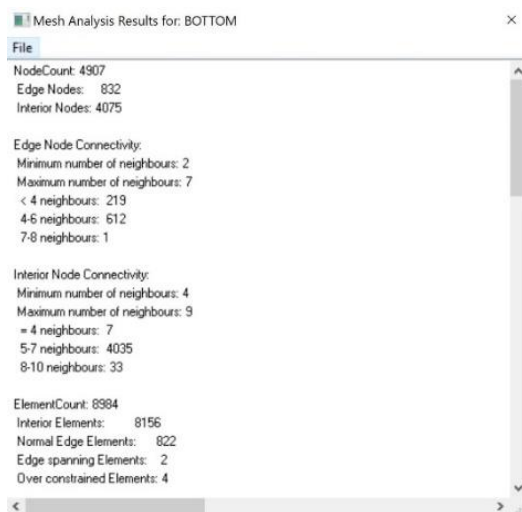 Mesh Analysis Results for: BOTTOM
File
NodeCount: 4907
Edge Nodes: 832
Interior Nodes: 4075
Edge Node Connectivity:
Minimum number of neighbours: 2
Maximum number of neighbours: 7
< 4 neighbours: 219
4-6 neighbours: 612
7-8 neighbours: 1
Interior Node Connectivity:
Minimum number of neighbours: 4
Maximum number of neighbours: 9
= 4 neighbours: 7
5-7 neighbours: 4035
8-10 neighbours: 33
ElementCount: 8984
Interior Elements: 8156
Normal Edge Elements: 822
Edge spanning Elements: 2
Over constrained Elements: 4